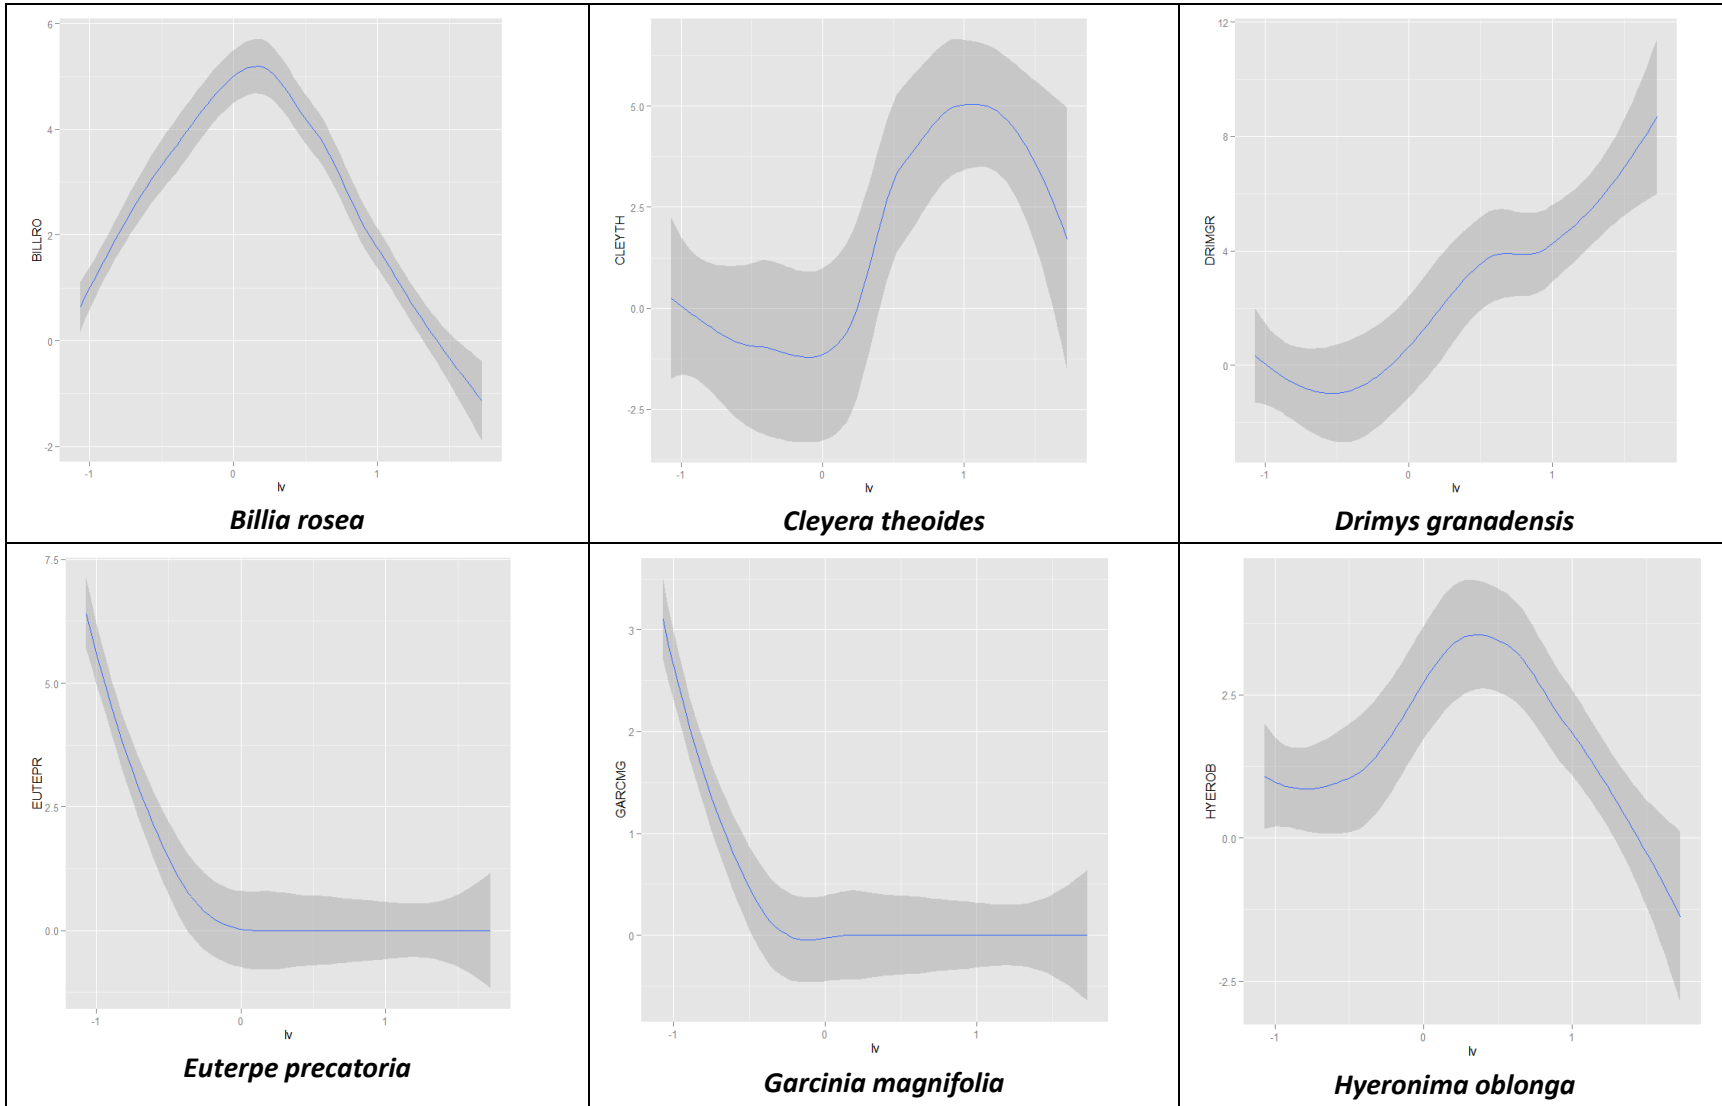 6
4
2
0
-2
BILLRO
-1
0
1
lv
Billia rosea
5.0
2.5
0.0
-2.5
CLEYTH
-1
0
1
lv
Cleyera theoides
12
8
4
0
DRIMGR
-1
0
1
lv
Drimys granadensis
7.5
5.0
2.5
0.0
EUTEPR
-1
0
1
lv
Euterpe precatoria
3
2
1
0
GARCMG
-1
0
1
lv
Garcinia magnifolia
2.5
0.0
-2.5
HYEROB
-1
0
1
lv
Hyeronima oblonga